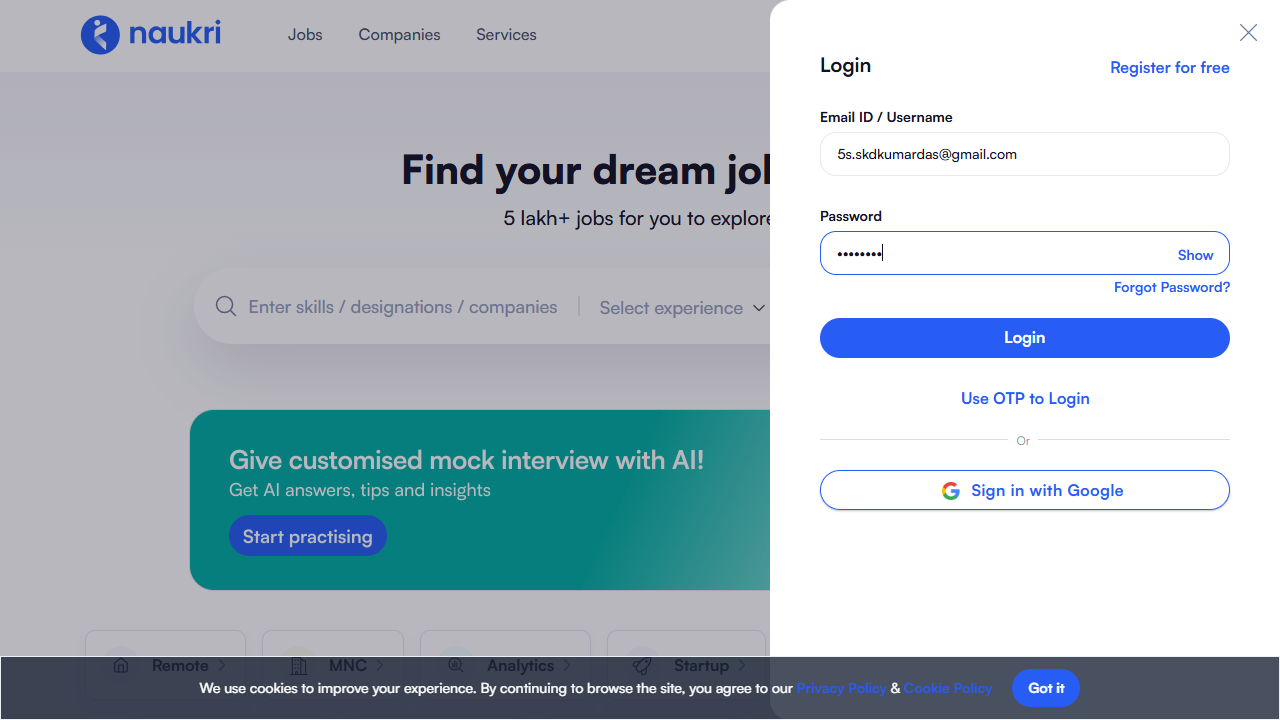 naukri
Jobs
Companies
Services
Login
Register for free
Email ID / Username
5s.skdkumardas@gmail.com
Password
••••••••
Show
Forgot Password?
Login
Use OTP to Login
Or
Sign in with Google
Find your dream jo
5 lakh+ jobs for you to explore
Enter skills / designations / companies
Select experience
Give customised mock interview with AI!
Get AI answers, tips and insights
Start practising
Remote
MNC
Analytics
Startup
We use cookies to improve your experience. By continuing to browse the site, you agree to our Privacy Policy & Cookie Policy
Got it